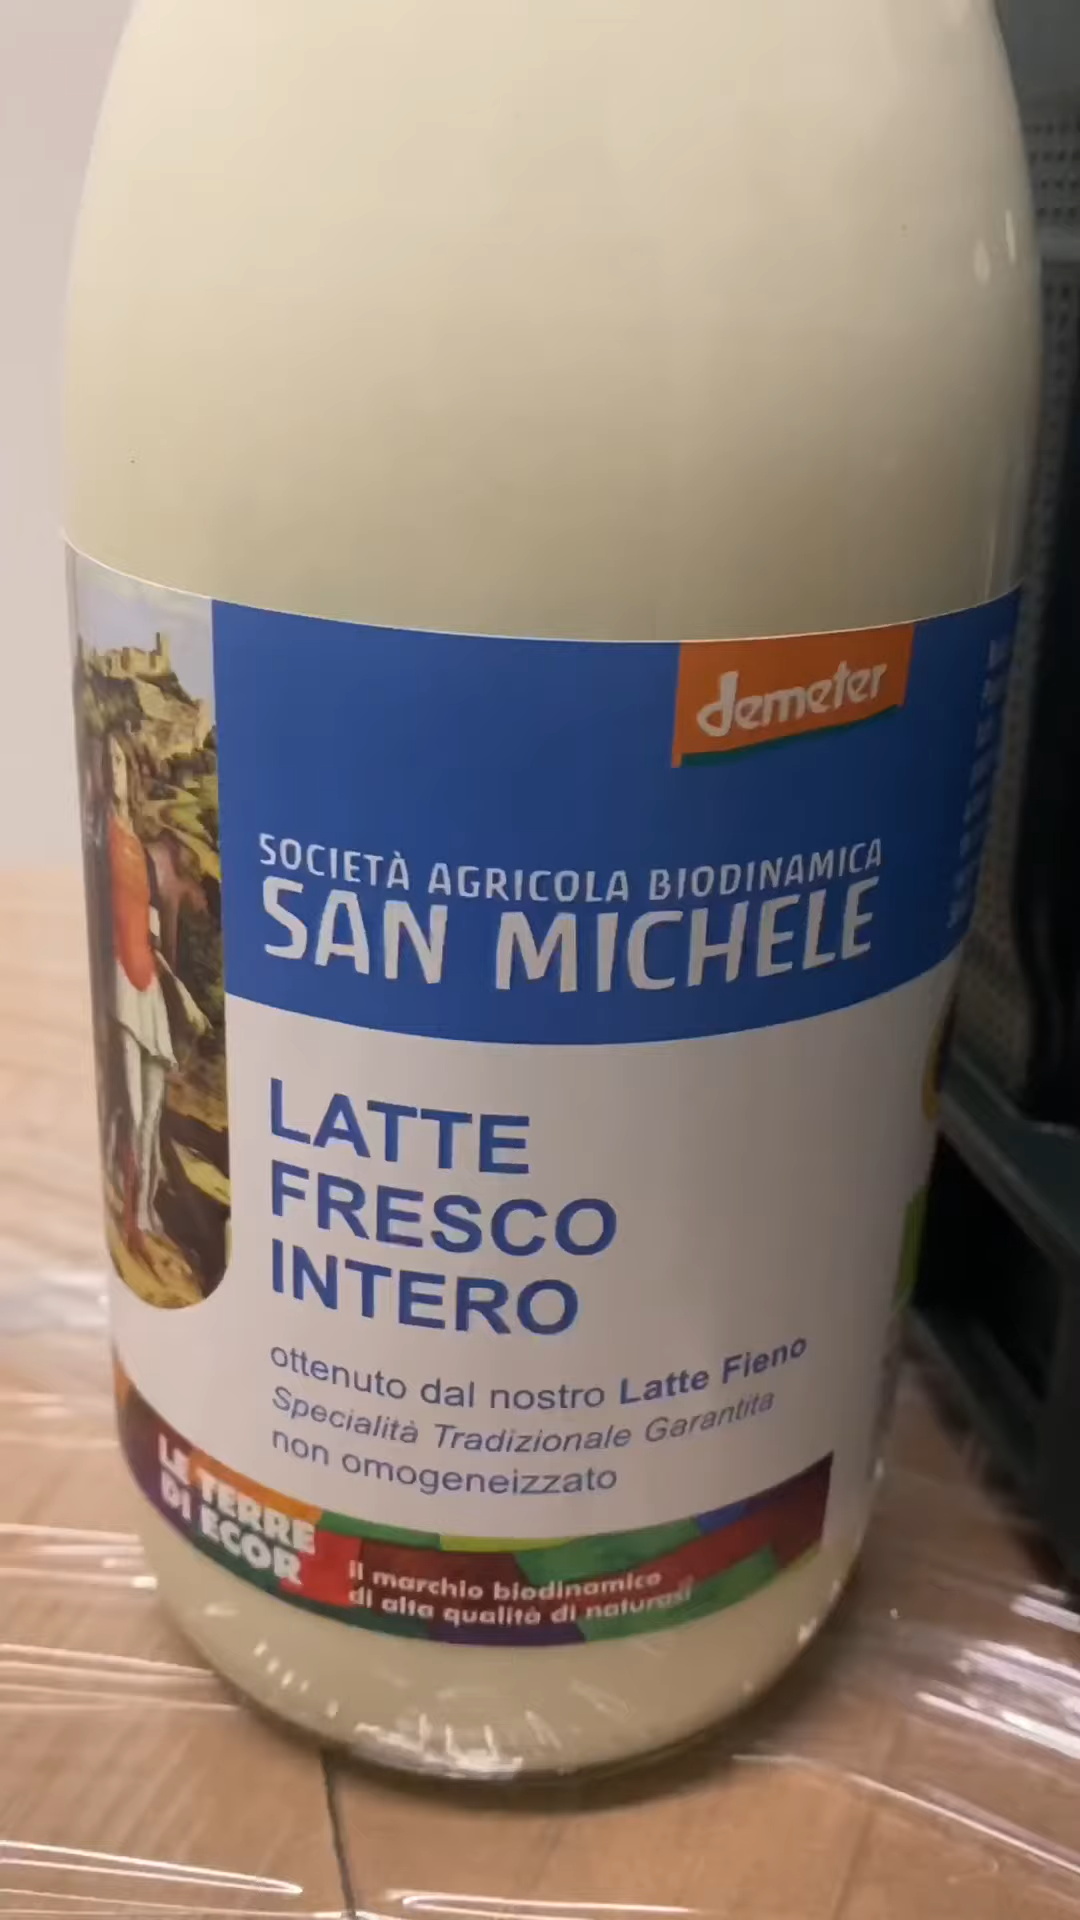 demeter
SOCIETÀ AGRICOLA BIODINAMICA
SAN MICHELE
LATTE
FRESCO
INTERO
ottenuto dal nostro Latte Fieno
Specialità Tradizionale Garantita
non omogeneizzato
LE TERRE
DI ECOR
il marchio biodinamico
di alta qualità di naturasì